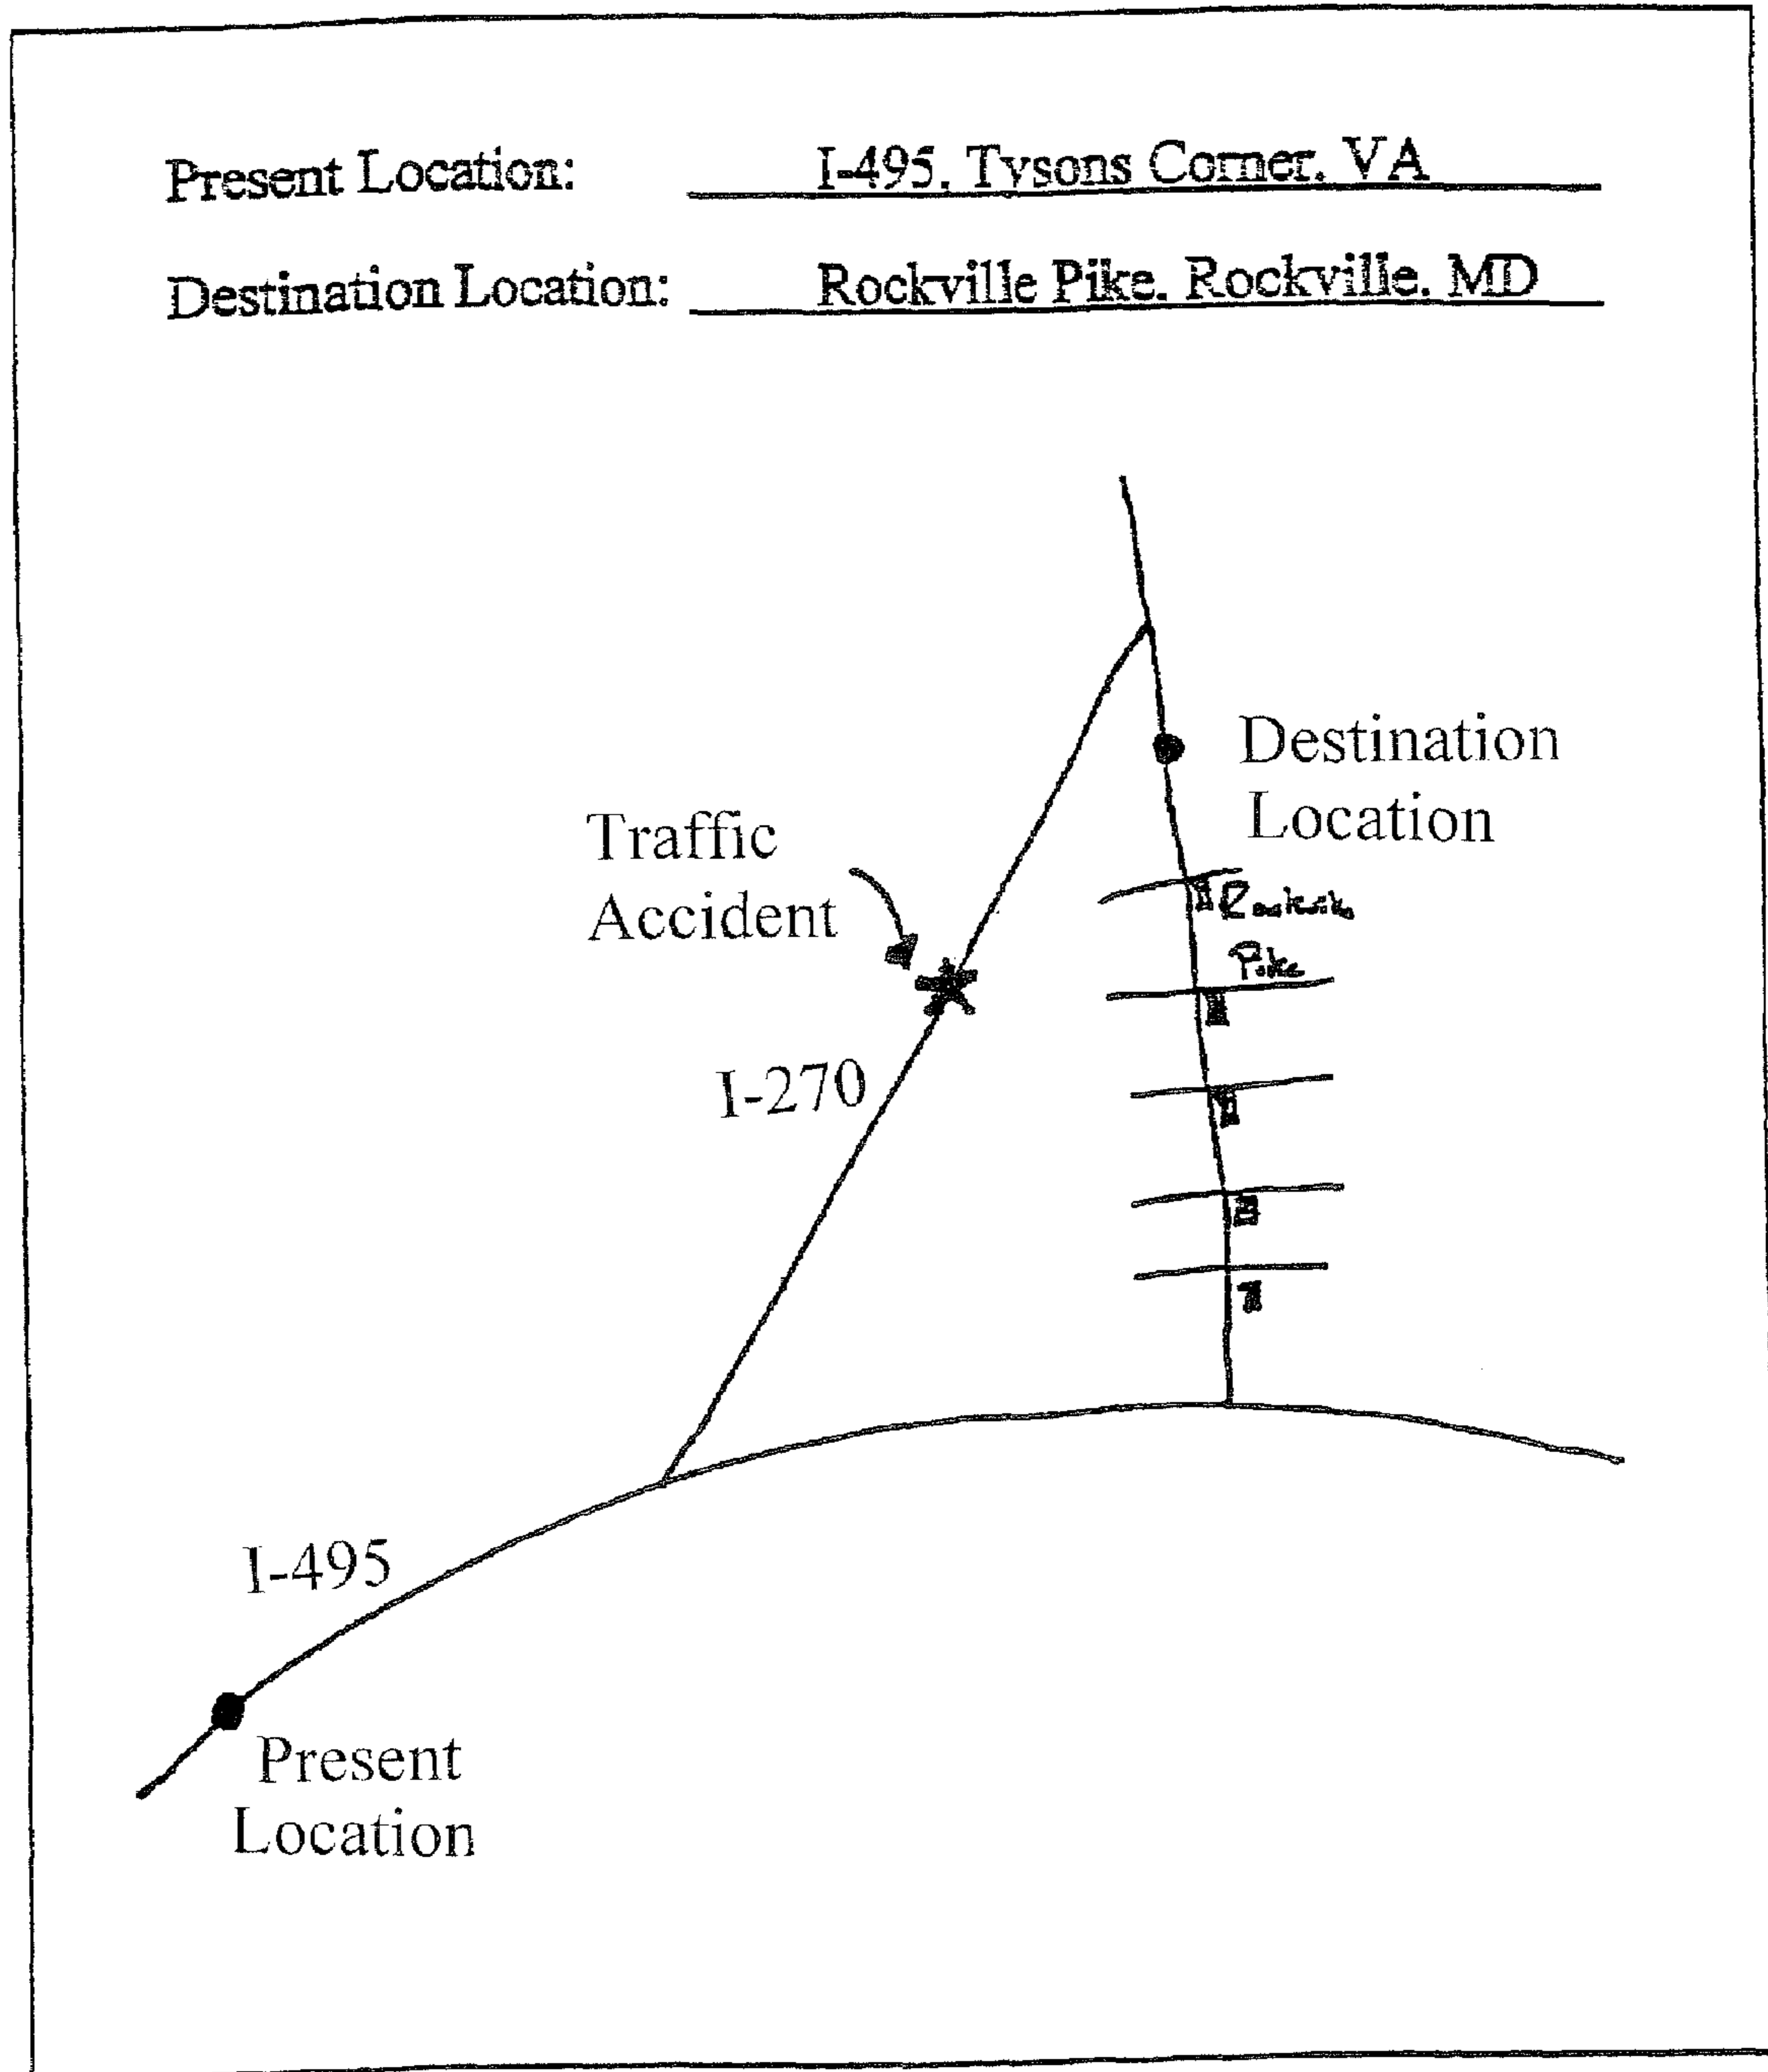 Present Location: I-495, Tysons Corner, VA
Destination Location: Rockville Pike, Rockville, MD
Destination
Location
Traffic
Accident
Rockville
Pike
I-270
I-495
Present
Location